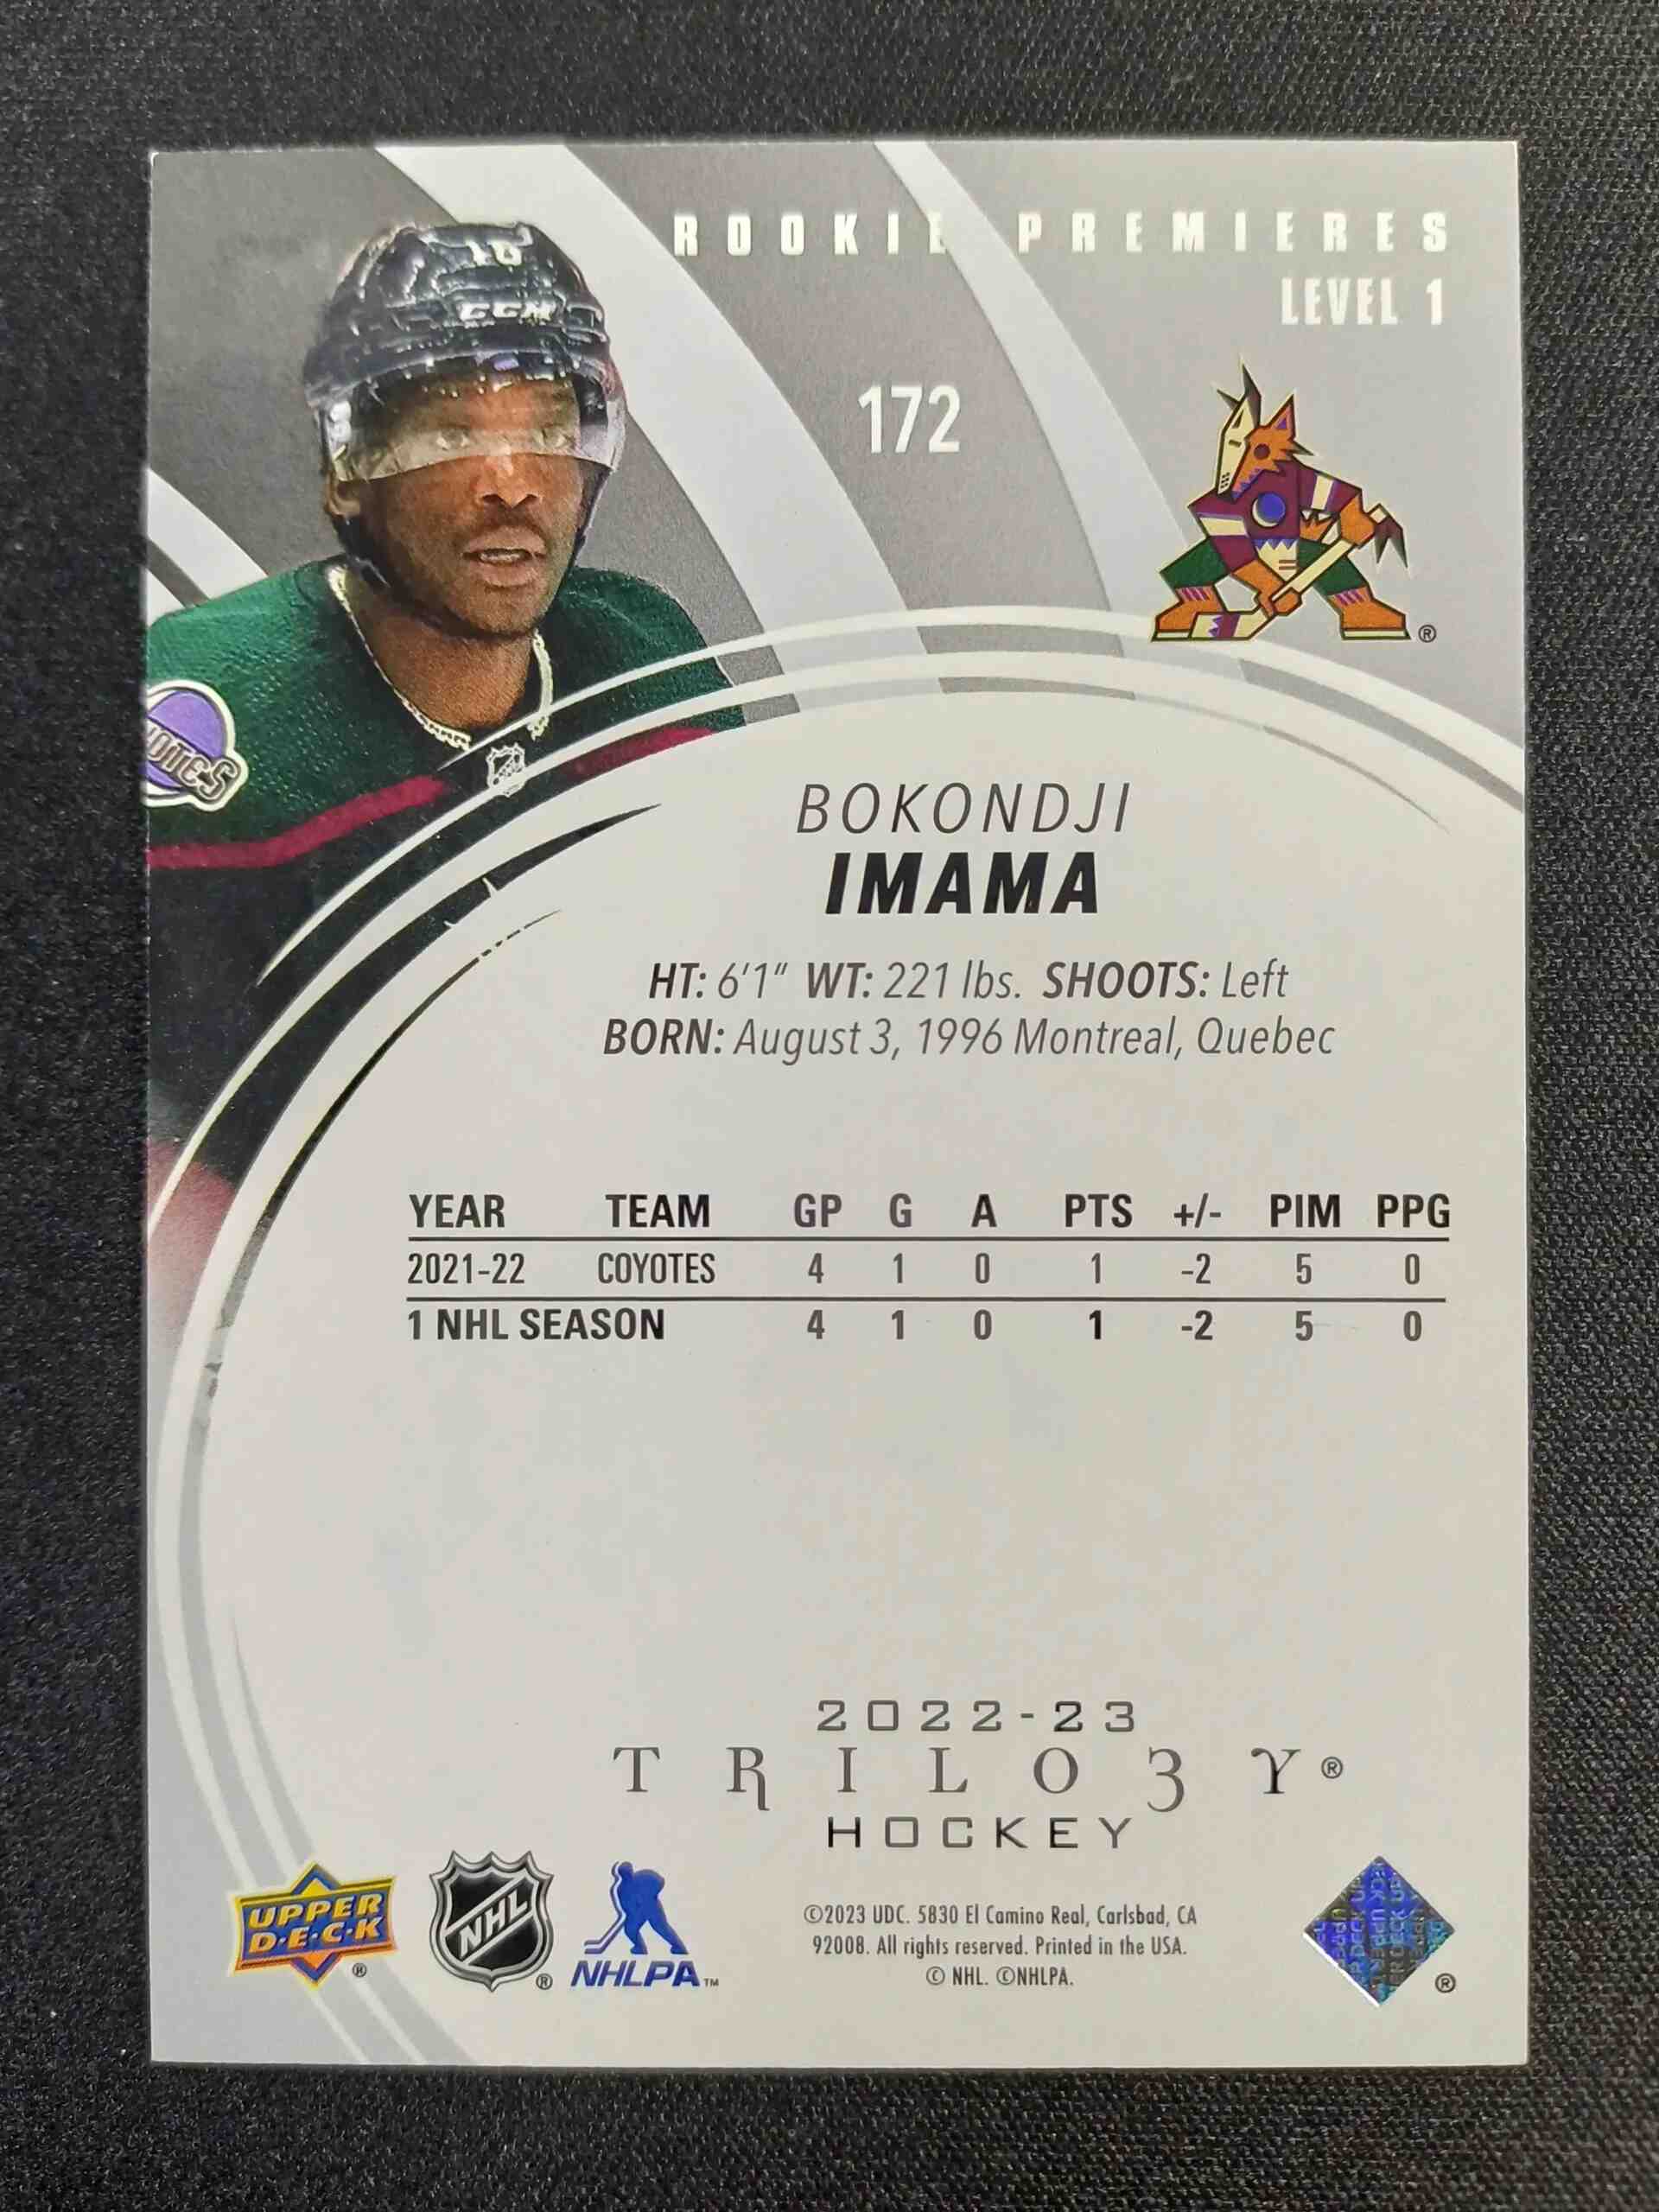 ROOKIE PREMIERES
LEVEL 1
172
CCM
®
BOKONDJI
IMAMA
HT: 6'1" WT: 221 lbs. SHOOTS: Left
BORN: August 3, 1996 Montreal, Quebec
YEAR TEAM GP G A PTS +/- PIM PPG
2021-22 COYOTES 4 1 0 1 -2 5 0
1 NHL SEASON 4 1 0 1 -2 5 0
2022-23
TRILO3Y®
HOCKEY
UPPER
D·E·C·K ®
NHL ®
NHLPA™
©2023 UDC. 5830 El Camino Real, Carlsbad, CA
92008. All rights reserved. Printed in the USA.
© NHL. ©NHLPA.
®